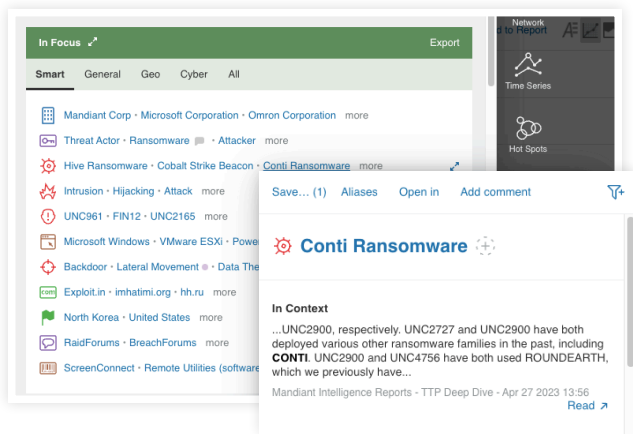 Network
In Focus
Export
d to Report
Smart General Geo Cyber All
Time Series
Mandiant Corp · Microsoft Corporation · Omron Corporation more
Threat Actor · Ransomware · Attacker more
Hot Spots
Hive Ransomware · Cobalt Strike Beacon · Conti Ransomware more
Intrusion · Hijacking · Attack more
UNC961 · FIN12 · UNC2165 more
Microsoft Windows · VMware ESXi · Powe
Backdoor · Lateral Movement · Data The
com Exploit.in · imhatimi.org · hh.ru more
North Korea · United States more
RaidForums · BreachForums more
ScreenConnect · Remote Utilities (software
Save... (1) Aliases Open in Add comment
Conti Ransomware
In Context
...UNC2900, respectively. UNC2727 and UNC2900 have both
deployed various other ransomware families in the past, including
CONTI. UNC2900 and UNC4756 have both used ROUNDEARTH,
which we previously have...
Mandiant Intelligence Reports - TTP Deep Dive - Apr 27 2023 13:56
Read